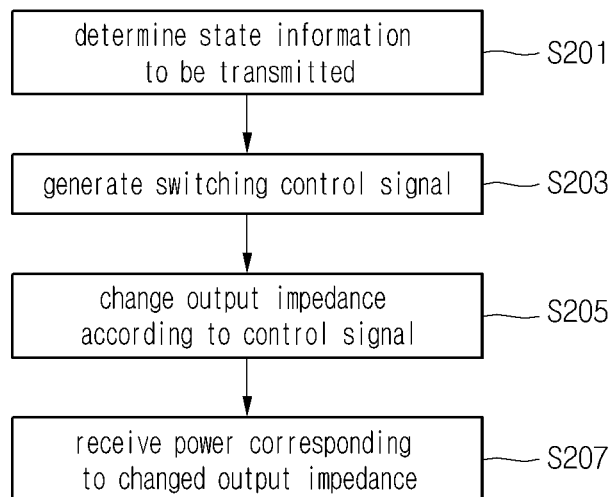 determine state information
to be transmitted
S201
generate switching control signal
S203
change output impedance
according to control signal
S205
receive power corresponding
to changed output impedance
S207